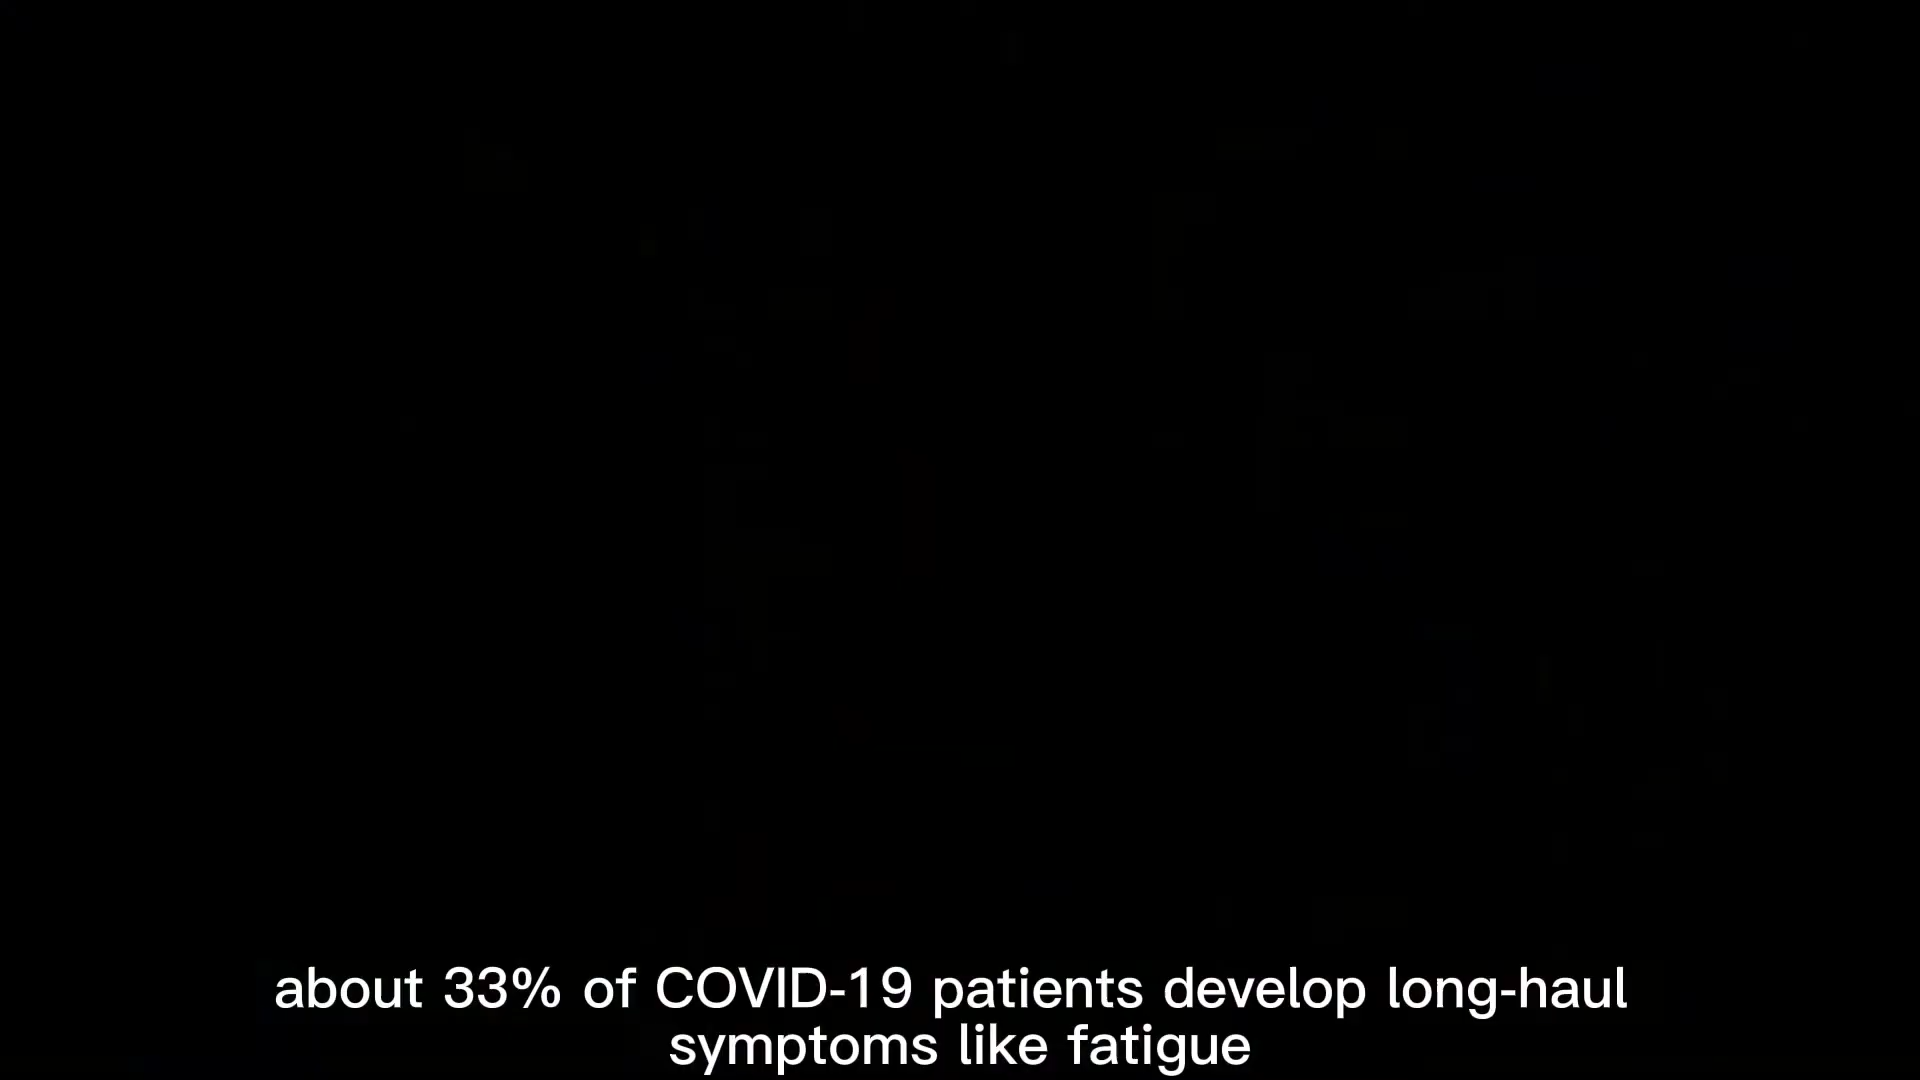 about 33% of COVID-19 patients develop long-haul
symptoms like fatigue